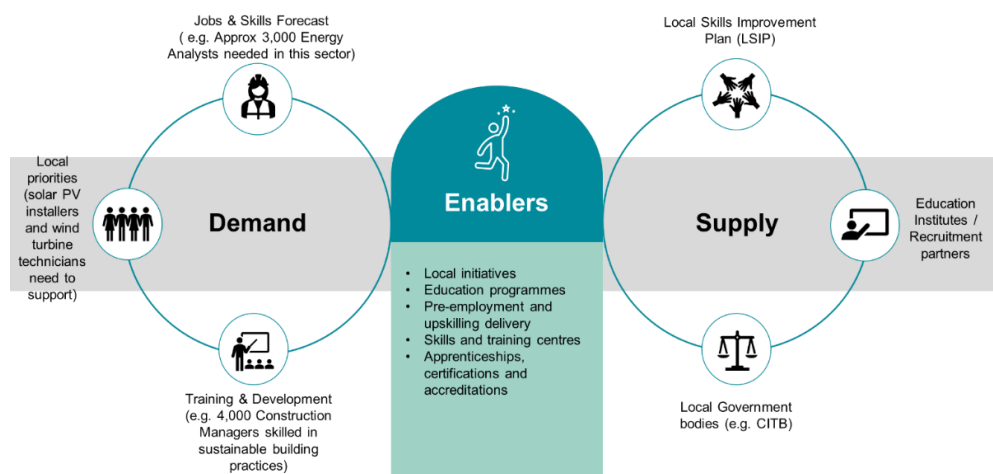 Jobs & Skills Forecast
( e.g. Approx 3,000 Energy
Analysts needed in this sector)
Local
priorities
(solar PV
installers
and wind
turbine
technicians
need to
support)
Demand
Training & Development
(e.g. 4,000 Construction
Managers skilled in
sustainable building
practices)
Enablers
• Local initiatives
• Education programmes
• Pre-employment and
upskilling delivery
• Skills and training centres
• Apprenticeships,
certifications and
accreditations
Local Skills Improvement
Plan (LSIP)
Supply
Education
Institutes /
Recruitment
partners
Local Government
bodies (e.g. CITB)